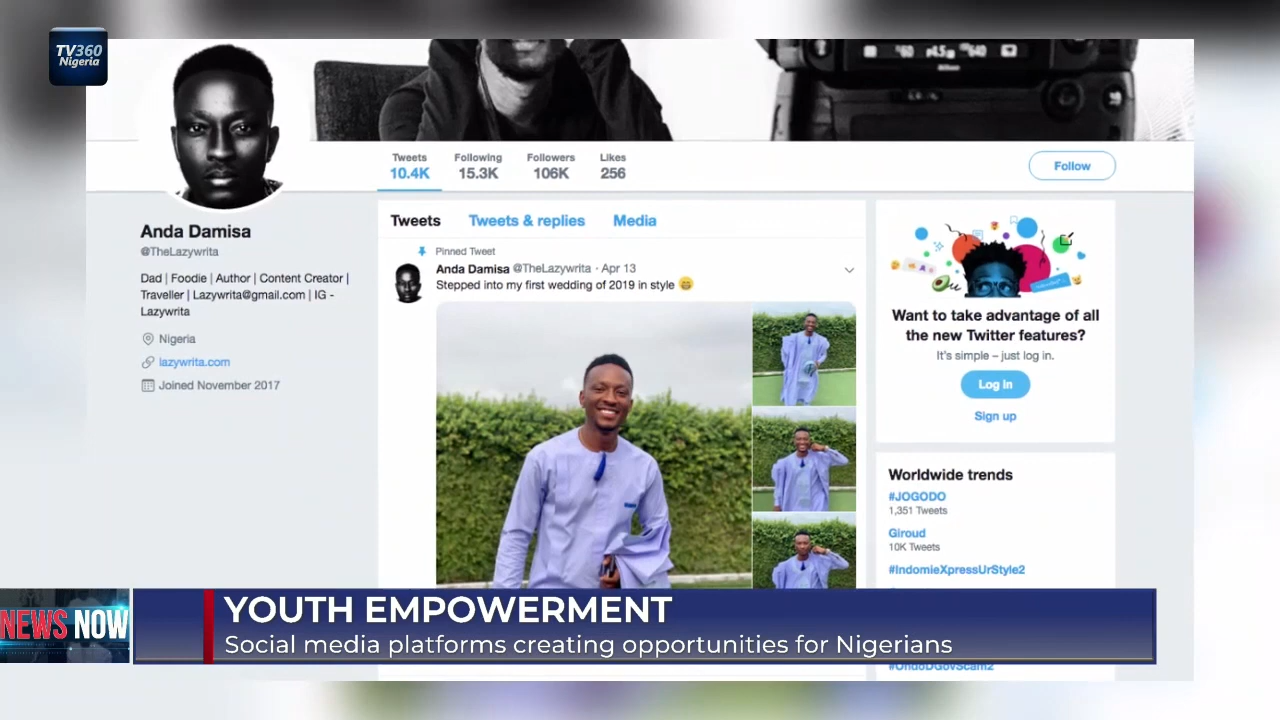 TV360
Nigeria
Tweets
10.4K
Following
15.3K
Followers
106K
Likes
256
Follow
Anda Damisa
@TheLazywrita
Dad | Foodie | Author | Content Creator |
Traveller | Lazywrita@gmail.com | IG -
Lazywrita
Nigeria
lazywrita.com
Joined November 2017
Tweets
Tweets & replies
Media
Pinned Tweet
Anda Damisa @TheLazywrita · Apr 13
Stepped into my first wedding of 2019 in style 😁
Want to take advantage of all
the new Twitter features?
It's simple – just log in.
Log in
Sign up
Worldwide trends
#JOGODO
1,351 Tweets
Giroud
10K Tweets
#IndomieXpressUrStyle2
#OndoDGovScam2
NEWS NOW
YOUTH EMPOWERMENT
Social media platforms creating opportunities for Nigerians